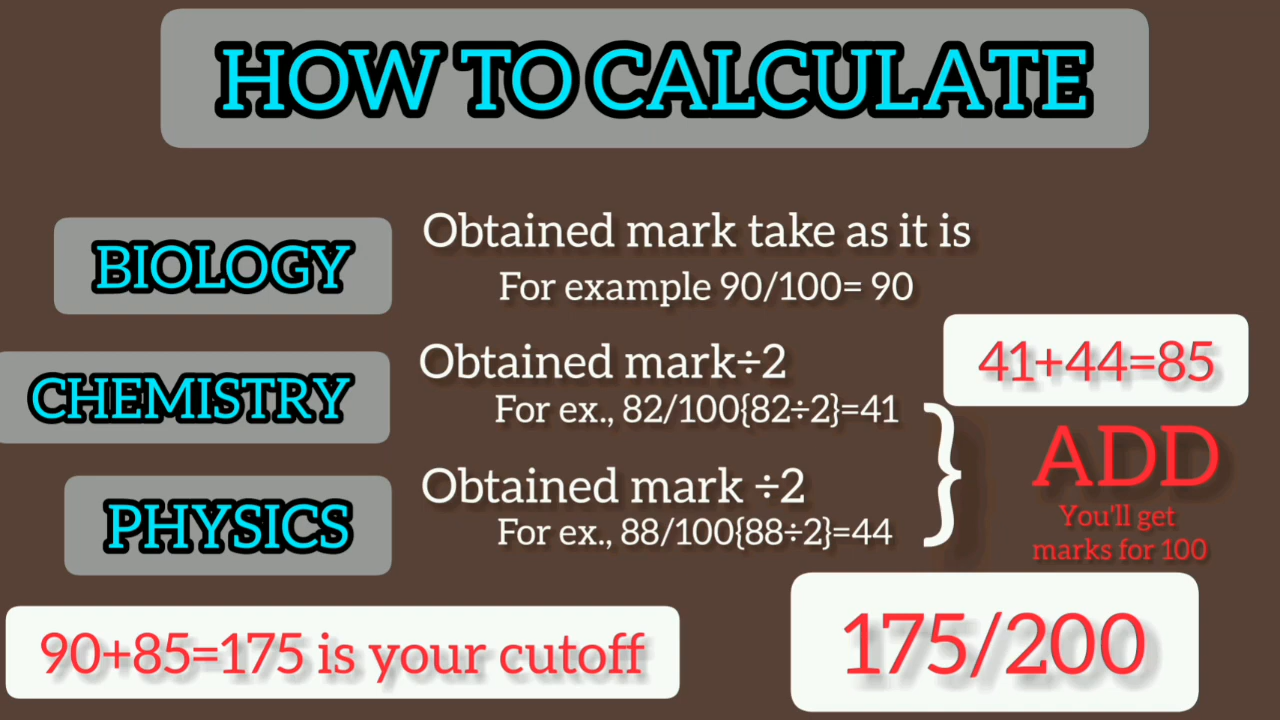 HOW TO CALCULATE
BIOLOGY
Obtained mark take as it is
For example 90/100= 90
CHEMISTRY
Obtained mark÷2
For ex., 82/100{82÷2}=41
PHYSICS
Obtained mark ÷2
For ex., 88/100{88÷2}=44
}
41+44=85
ADD
You'll get
marks for 100
90+85=175 is your cutoff
175/200